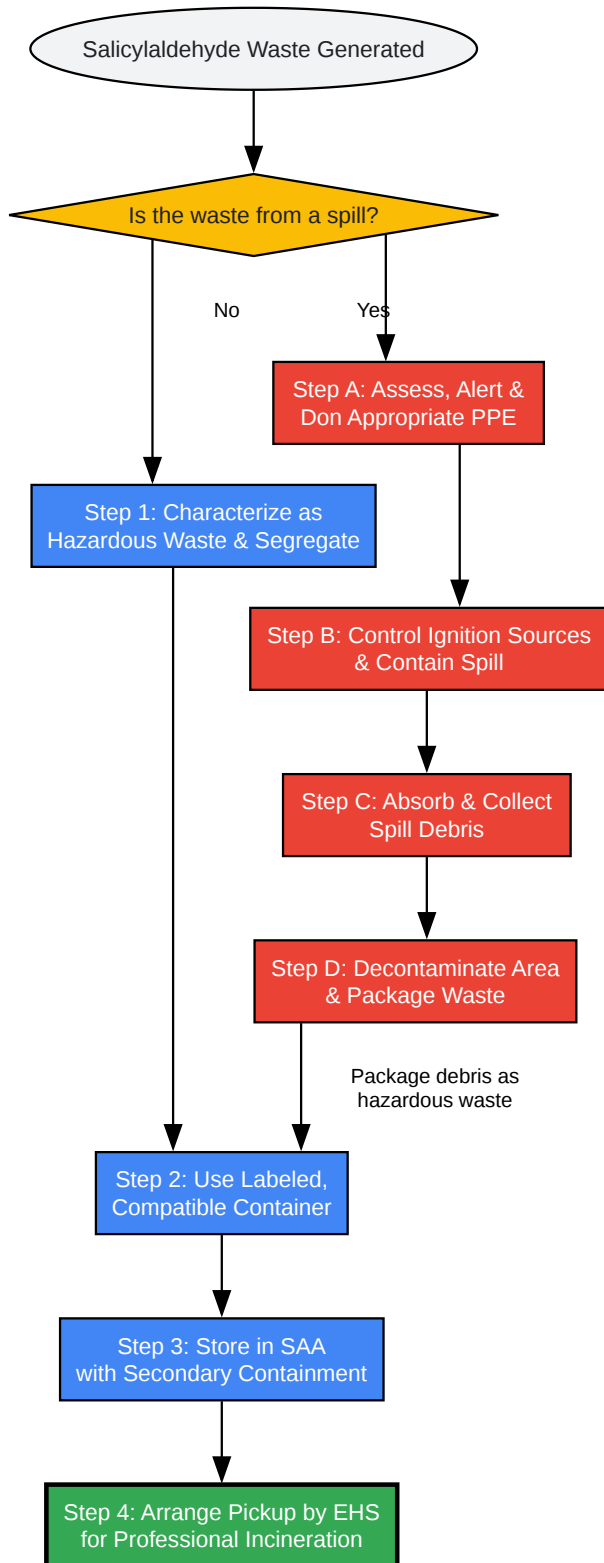 Salicylaldehyde Waste Generated
Is the waste from a spill?
No
Yes
Step A: Assess, Alert &
Don Appropriate PPE
Step 1: Characterize as
Hazardous Waste & Segregate
Step B: Control Ignition Sources
& Contain Spill
Step C: Absorb & Collect
Spill Debris
Step D: Decontaminate Area
& Package Waste
Package debris as
hazardous waste
Step 2: Use Labeled,
Compatible Container
Step 3: Store in SAA
with Secondary Containment
Step 4: Arrange Pickup by EHS
for Professional Incineration